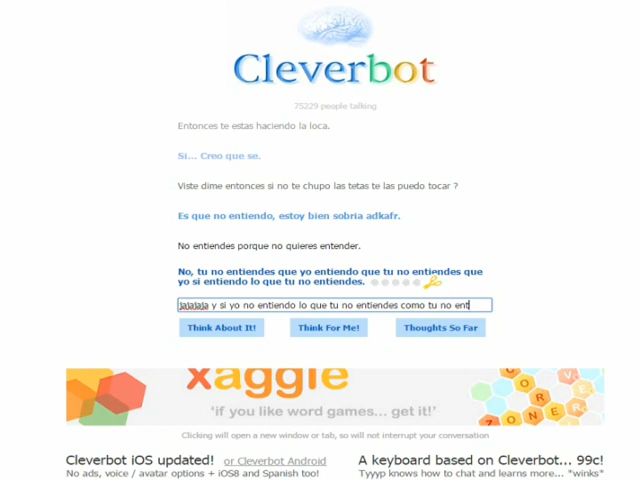 Cleverbot
75229 people talking
Entonces te estas haciendo la loca.
Si... Creo que se.
Viste dime entonces si no te chupo las tetas te las puedo tocar ?
Es que no entiendo, estoy bien sobria adkafr.
No entiendes porque no quieres entender.
No, tu no entiendes que yo entiendo que tu no entiendes que
yo si entiendo lo que tu no entiendes.
jajajaja y si yo no entiendo lo que tu no entiendes como tu no ent
Think About It! Think For Me! Thoughts So Far
xaggle
'if you like word games... get it!'
C O R V E R
Z O N E R
Clicking will open a new window or tab, so will not interrupt your conversation
Cleverbot iOS updated! or Cleverbot Android
No ads, voice / avatar options + iOS8 and Spanish too!
A keyboard based on Cleverbot... 99c!
Tyyyp knows how to chat and learns more... *winks*